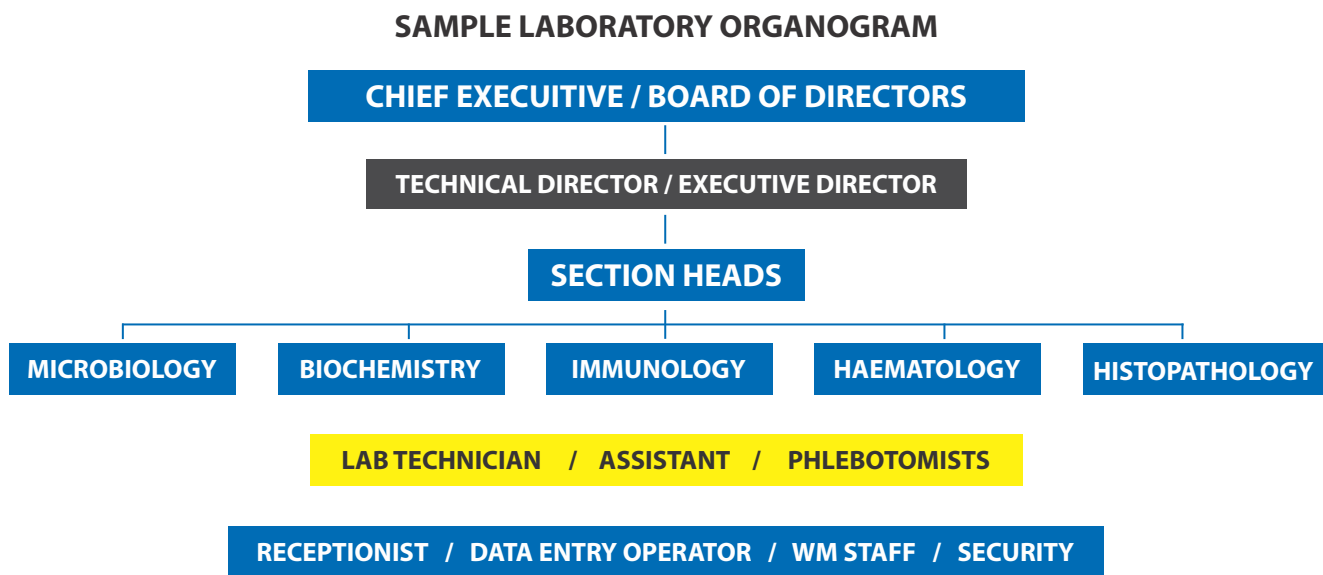 SAMPLE LABORATORY ORGANOGRAM
CHIEF EXECUITIVE / BOARD OF DIRECTORS
TECHNICAL DIRECTOR / EXECUTIVE DIRECTOR
SECTION HEADS
MICROBIOLOGY
BIOCHEMISTRY
IMMUNOLOGY
HAEMATOLOGY
HISTOPATHOLOGY
LAB TECHNICIAN / ASSISTANT / PHLEBOTOMISTS
RECEPTIONIST / DATA ENTRY OPERATOR / WM STAFF / SECURITY